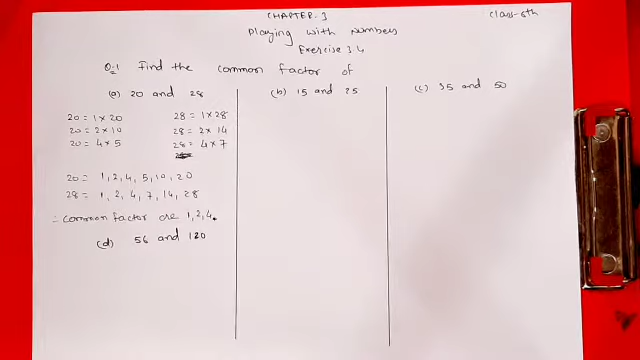 CHAPTER-3
Class-6th
Playing with Numbers
Exercise 3.4
Q.1 Find the common factor of
(a) 20 and 28
20 = 1 x 20
20 = 2 x 10
20 = 4 x 5
28 = 1 x 28
28 = 2 x 14
28 = 4 x 7
20 = 1, 2, 4, 5, 10, 20
28 = 1, 2, 4, 7, 14, 28
∴ common factor are 1, 2, 4.
(d) 56 and 120
(b) 15 and 25
(c) 35 and 50